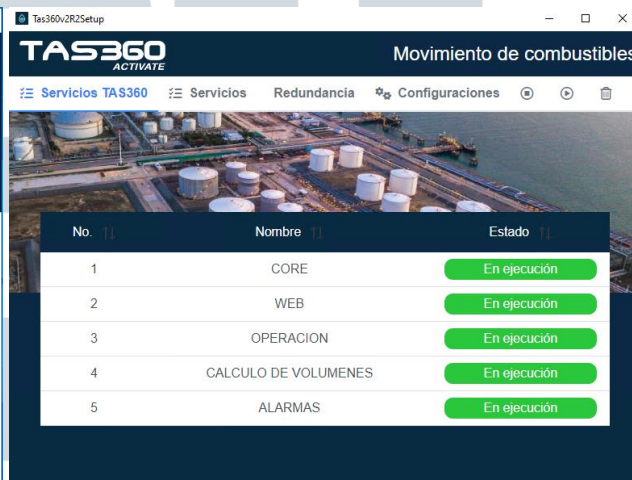 Tas360v2R2Setup
TAS360
ACTIVATE
Movimiento de combustibles
Servicios TAS360 Servicios Redundancia Configuraciones
No. Nombre Estado
1 CORE En ejecución
2 WEB En ejecución
3 OPERACION En ejecución
4 CALCULO DE VOLUMENES En ejecución
5 ALARMAS En ejecución